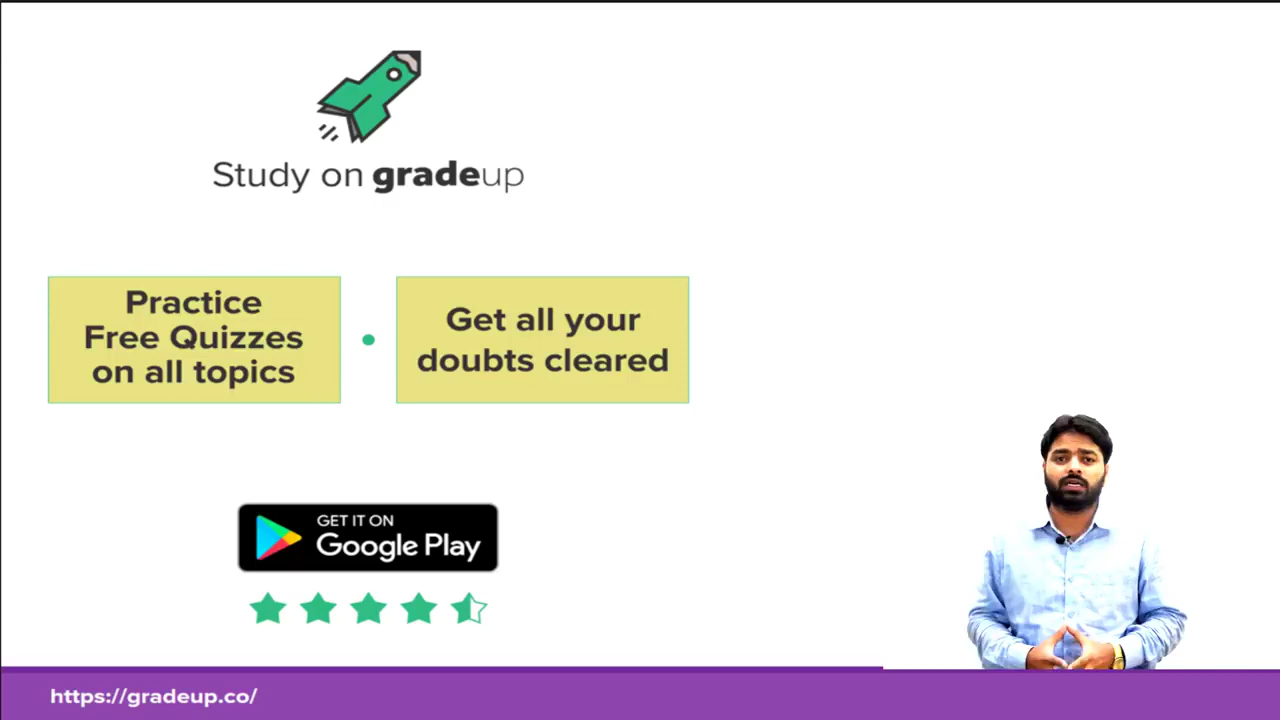 Study on gradeup
Practice
Free Quizzes
on all topics
Get all your
doubts cleared
GET IT ON
Google Play
https://gradeup.co/